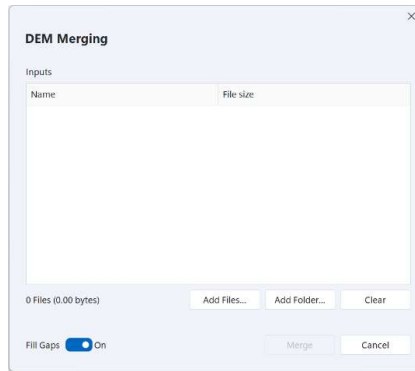 DEM Merging
Inputs
Name File size
0 Files (0.00 bytes) Add Files... Add Folder... Clear
Fill Gaps On Merge Cancel